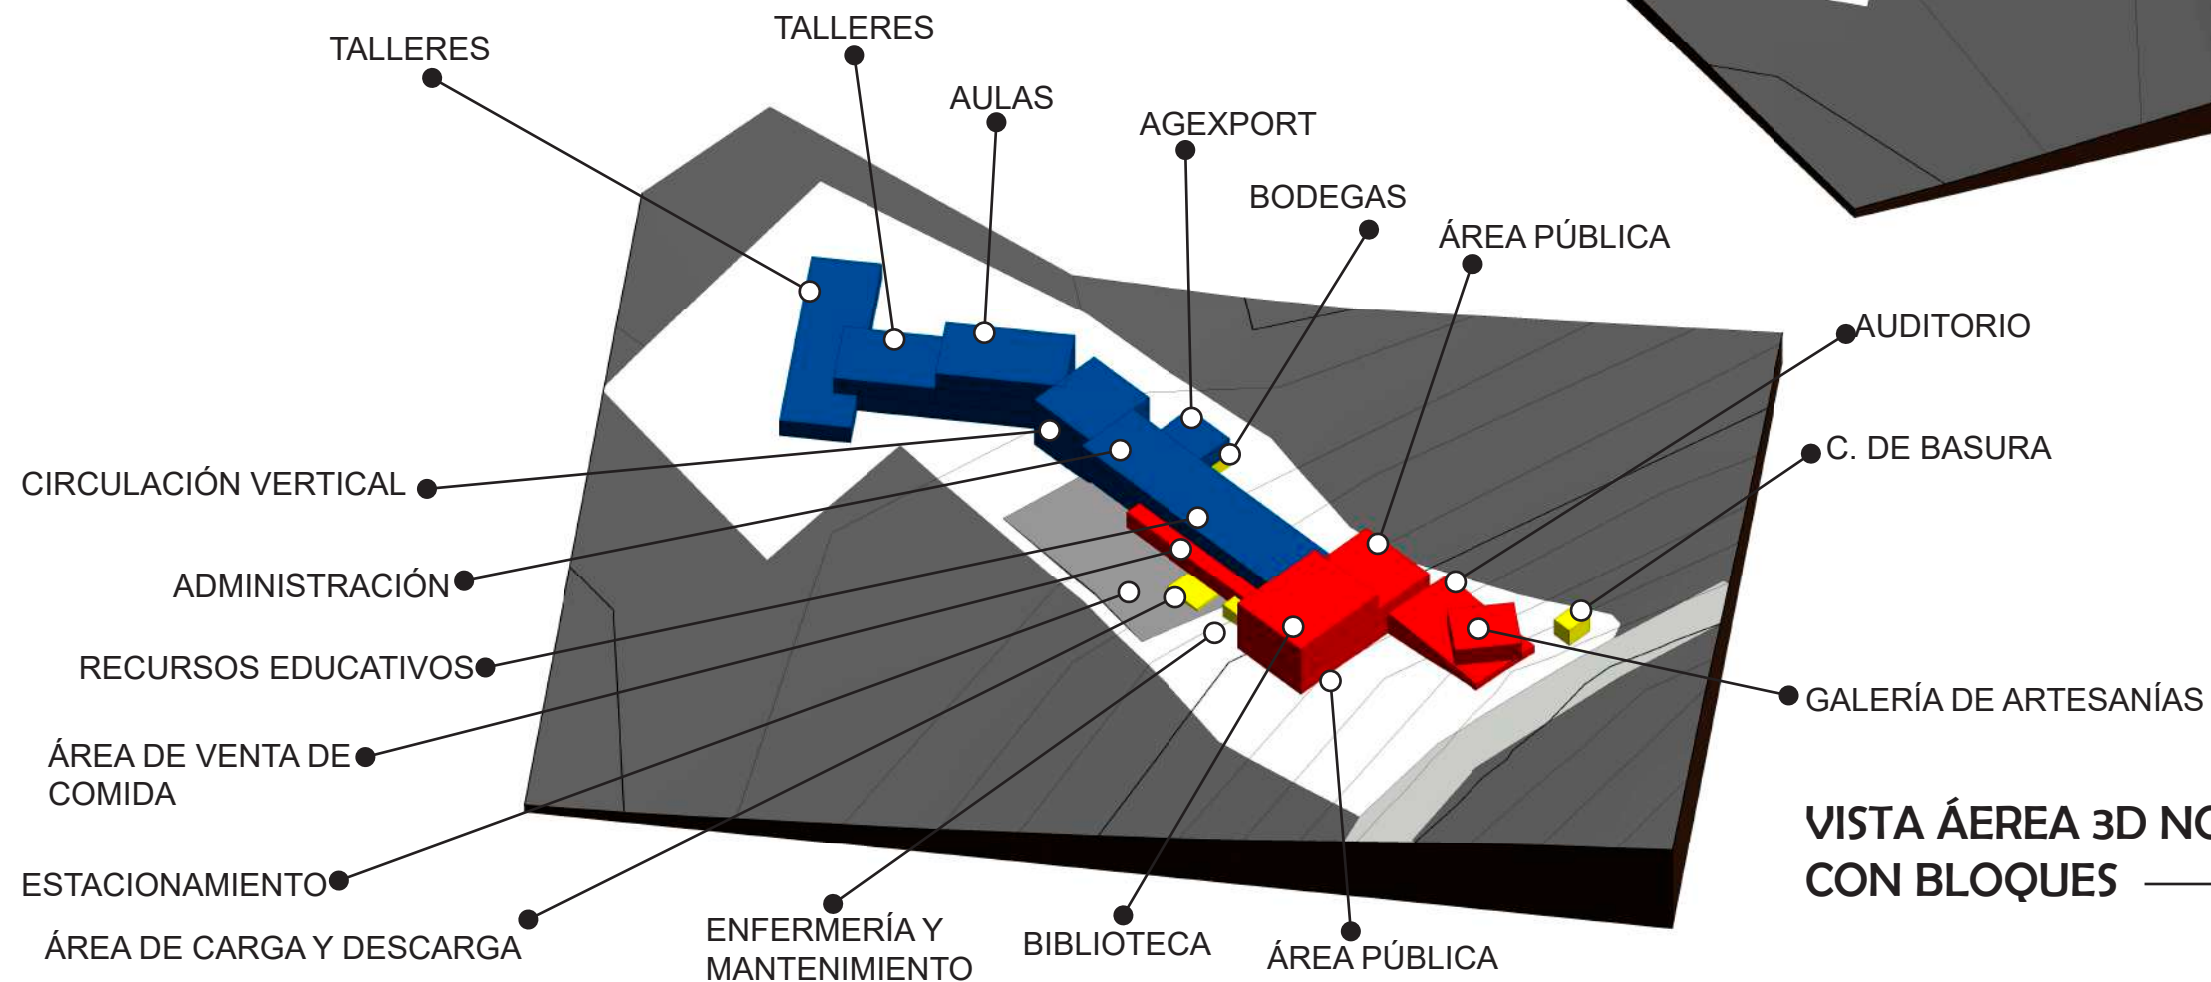 TALLERES
TALLERES
AULAS
AGEXPORT
BODEGAS
ÁREA PÚBLICA
AUDITORIO
C. DE BASURA
CIRCULACIÓN VERTICAL
ADMINISTRACIÓN
RECURSOS EDUCATIVOS
GALERÍA DE ARTESANÍAS
ÁREA DE VENTA DE
COMIDA
VISTA ÁEREA 3D
CON BLOQUES
ESTACIONAMIENTO
ÁREA DE CARGA Y DESCARGA
ENFERMERÍA Y
MANTENIMIENTO
BIBLIOTECA
ÁREA PÚBLICA